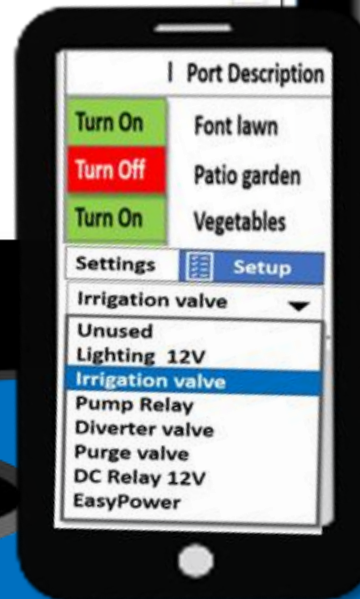 Port Description
Turn On Font lawn
Turn Off Patio garden
Turn On Vegetables
Settings Setup
Irrigation valve
Unused
Lighting 12V
Irrigation valve
Pump Relay
Diverter valve
Purge valve
DC Relay 12V
EasyPower